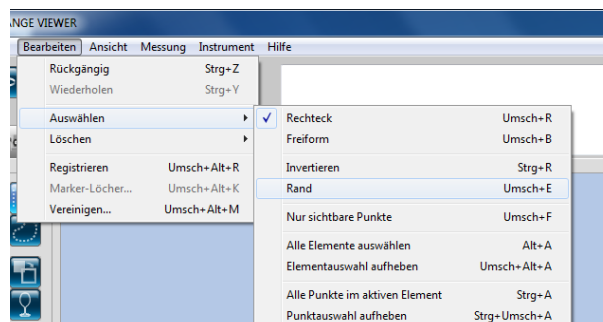 NGE VIEWER
Bearbeiten Ansicht Messung Instrument Hilfe
Rückgängig Strg+Z
Wiederholen Strg+Y
Auswählen
Löschen
Registrieren Umsch+Alt+R
Marker-Löcher... Umsch+Alt+K
Vereinigen... Umsch+Alt+M
Rechteck Umsch+R
Freiform Umsch+B
Invertieren Strg+R
Rand Umsch+E
Nur sichtbare Punkte Umsch+F
Alle Elemente auswählen Alt+A
Elementauswahl aufheben Umsch+Alt+A
Alle Punkte im aktiven Element Strg+A
Punktauswahl aufheben Strg+Umsch+A